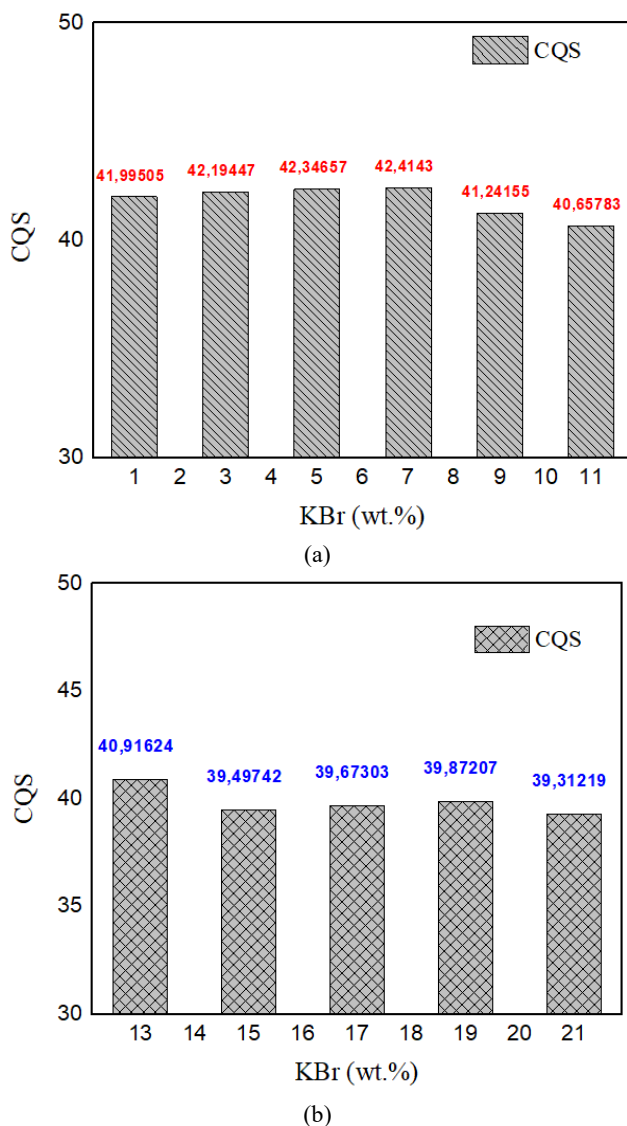 50
CQS
41,99505 42,19447 42,34657 42,4143 41,24155 40,65783
40
CQS
30
1 2 3 4 5 6 7 8 9 10 11
KBr (wt.%)
(a)
50
CQS
45
40,91624 39,49742 39,67303 39,87207 39,31219
40
CQS
35
30
13 14 15 16 17 18 19 20 21
KBr (wt.%)
(b)